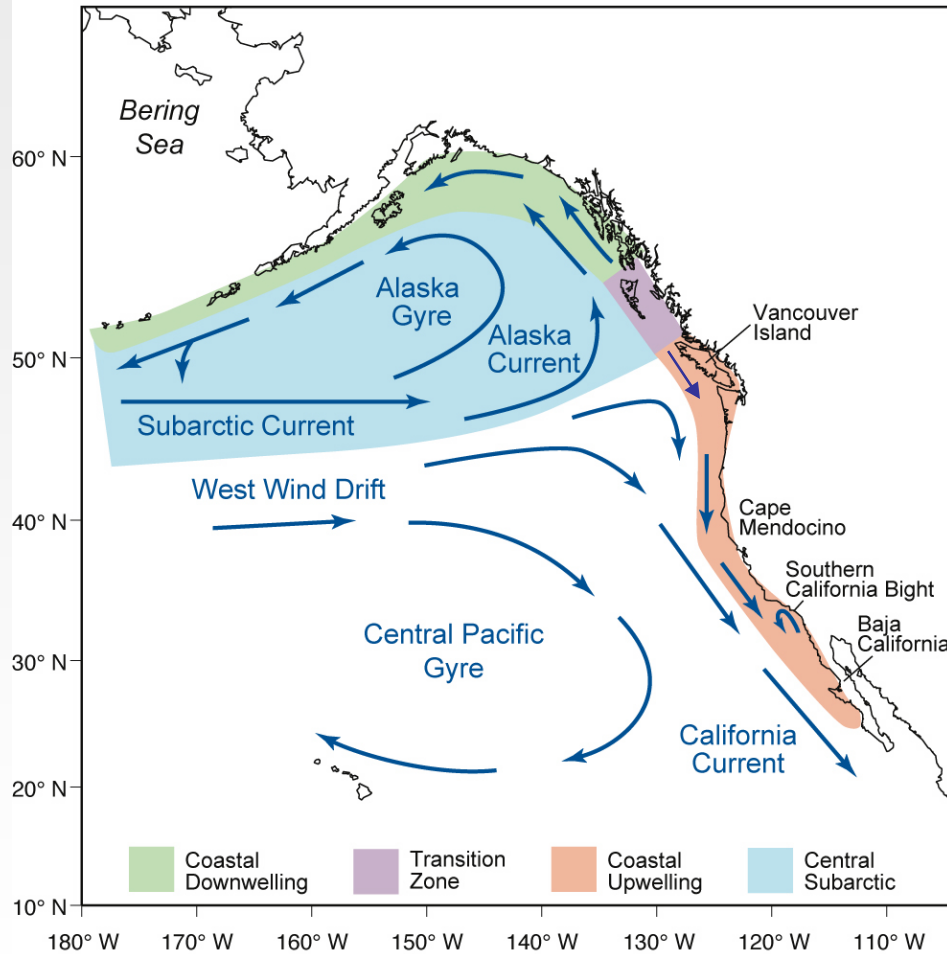 Bering
Sea
60° N
Alaska
Gyre
Alaska
Current
Vancouver
Island
50° N
Subarctic Current
West Wind Drift
40° N
Cape
Mendocino
Southern
California Bight
Baja
California
Central Pacific
Gyre
30° N
California
Current
20° N
Coastal
Downwelling
Transition
Zone
Coastal
Upwelling
Central
Subarctic
10° N
180° W
170° W
160° W
150° W
140° W
130° W
120° W
110° W